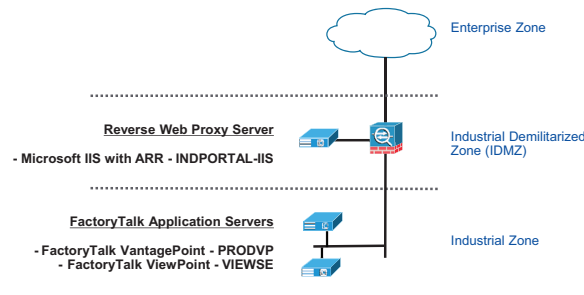 Enterprise Zone
Reverse Web Proxy Server
- Microsoft IIS with ARR - INDPORTAL-IIS
Industrial Demilitarized
Zone (IDMZ)
FactoryTalk Application Servers
- FactoryTalk VantagePoint - PRODVP
- FactoryTalk ViewPoint - VIEWSE
Industrial Zone